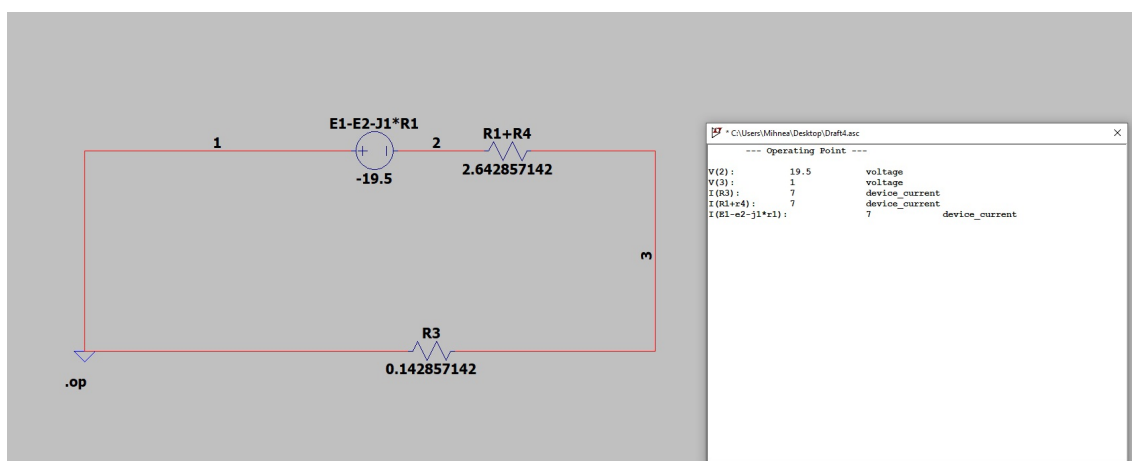 E1-E2-J1*R1
1
2
R1+R4
-19.5
2.642857142
3
R3
0.142857142
.op
* C:\Users\Mihnea\Desktop\Draft4.asc
--- Operating Point ---
V(2): 19.5 voltage
V(3): 1 voltage
I(R3): 7 device_current
I(R1+r4): 7 device_current
I(E1-e2-j1*r1): 7 device_current